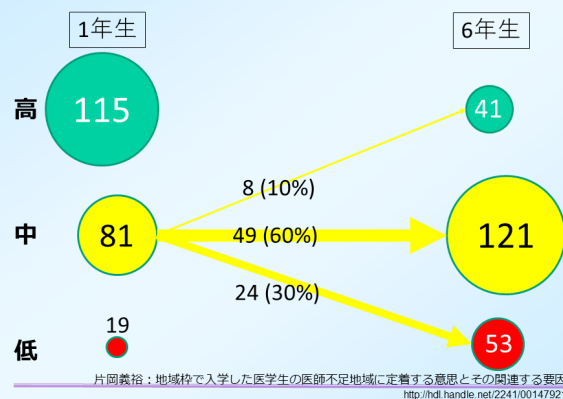 1年生
6年生
高
115
41
8 (10%)
中
81
49 (60%)
121
24 (30%)
19
低
53
片岡義裕：地域枠で入学した医学生の医師不足地域に定着する意思とその関連する要因
http://hdl.handle.net/2241/00147921